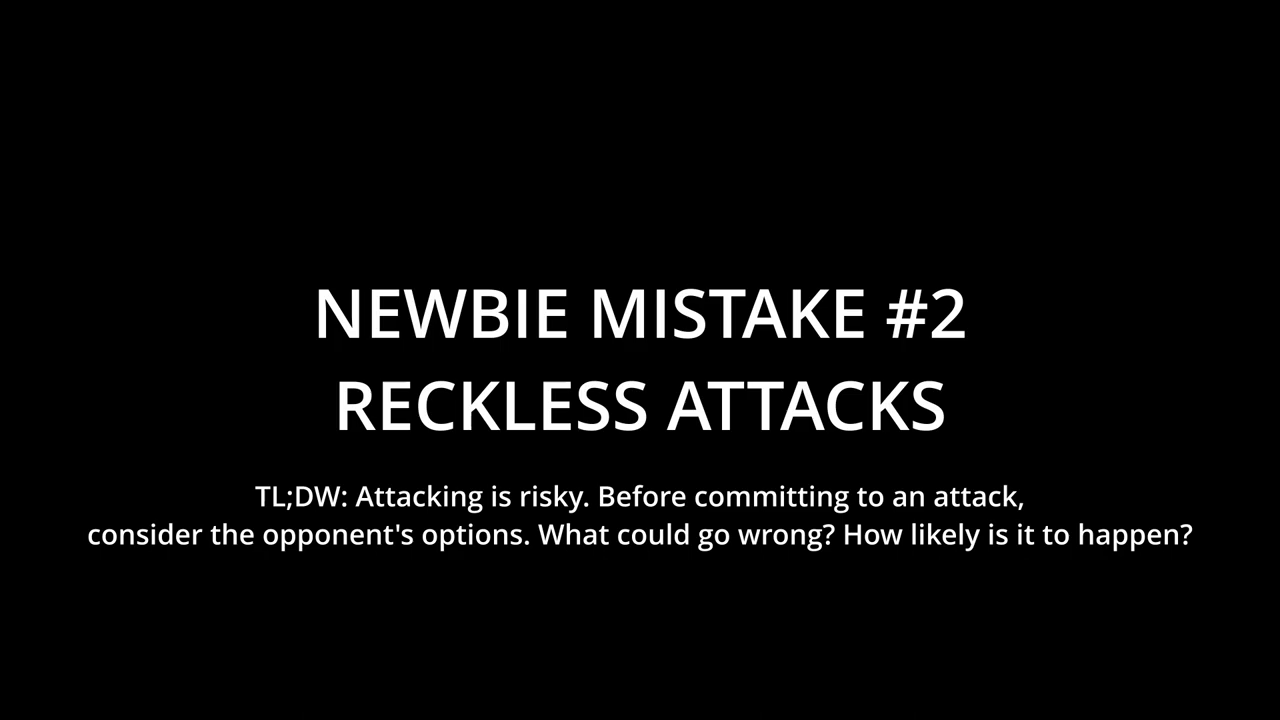 NEWBIE MISTAKE #2
RECKLESS ATTACKS
TL;DW: Attacking is risky. Before committing to an attack,
consider the opponent's options. What could go wrong? How likely is it to happen?